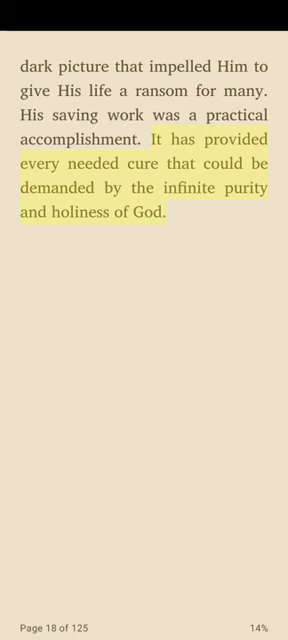 dark picture that impelled Him to
give His life a ransom for many.
His saving work was a practical
accomplishment. It has provided
every needed cure that could be
demanded by the infinite purity
and holiness of God.
Page 18 of 125
14%